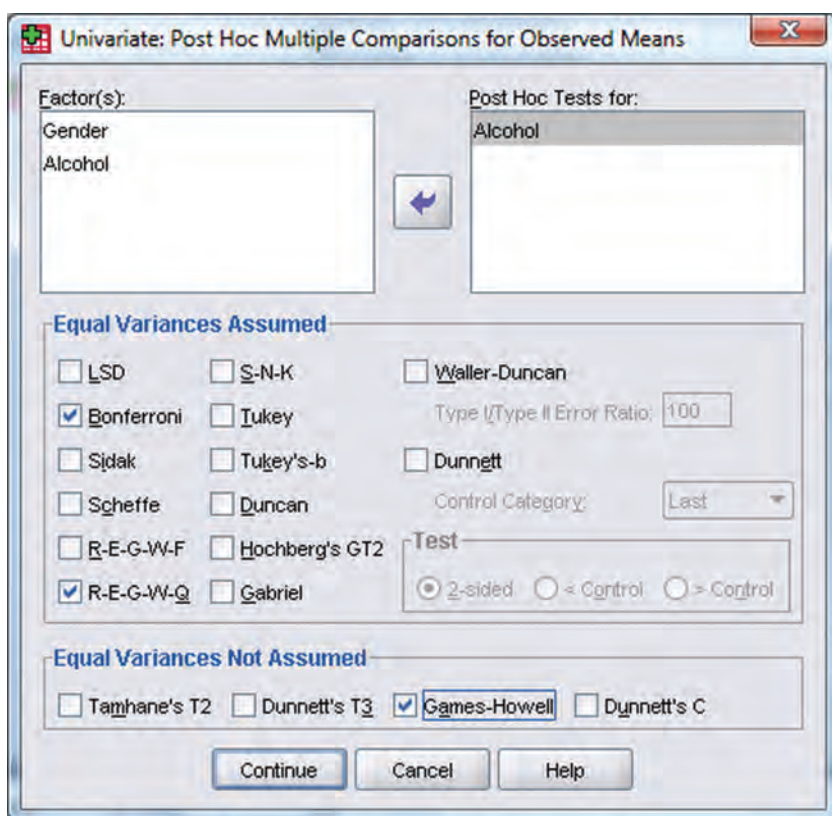 Univariate: Post Hoc Multiple Comparisons for Observed Means
Factor(s):
Gender
Alcohol
Post Hoc Tests for:
Alcohol
Equal Variances Assumed
LSD
S-N-K
Waller-Duncan
Bonferroni
Tukey
Type I/Type II Error Ratio: 100
Sidak
Tukey's-b
Dunnett
Scheffe
Duncan
Control Category: Last
R-E-G-W-F
Hochberg's GT2
Test
R-E-G-W-Q
Gabriel
2-sided < Control > Control
Equal Variances Not Assumed
Tamhane's T2 Dunnett's T3 Games-Howell Dunnett's C
Continue Cancel Help